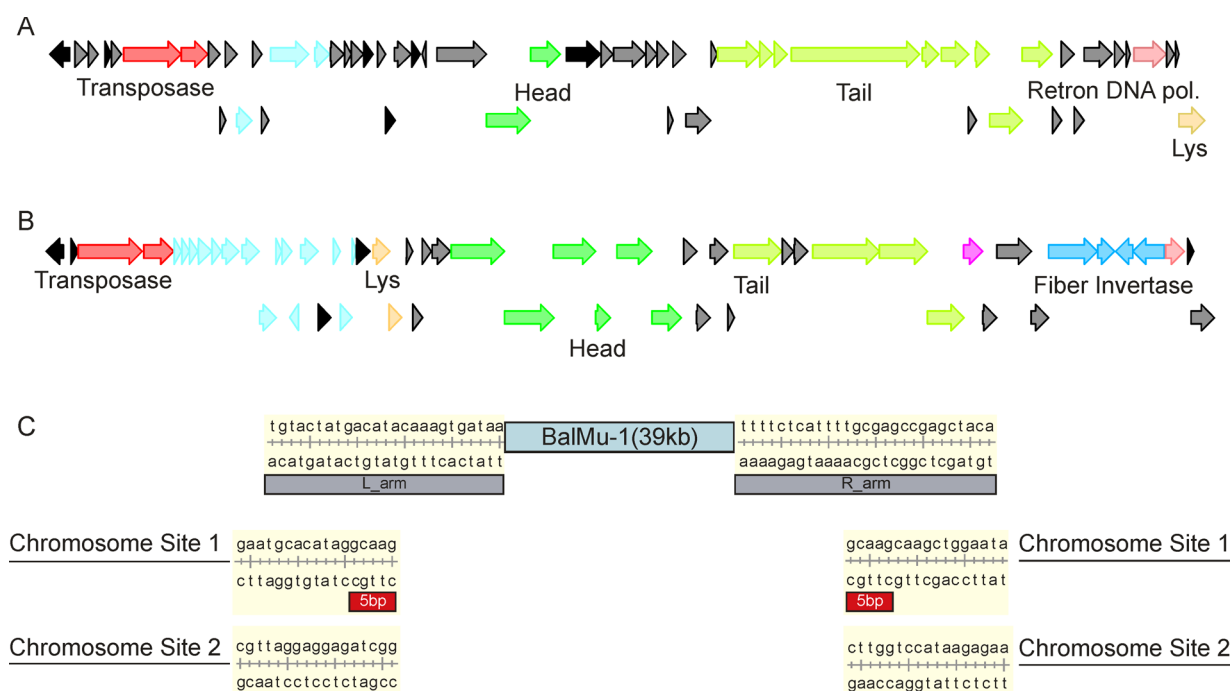 A
Transposase
Head
Tail
Retron DNA pol.
Lys
B
Transposase
Lys
Head
Tail
Fiber Invertase
C
tgtactatgacatacaaagtgataa
acatgatactgtatgtttcactatt
L_arm
BalMu-1(39kb)
ttttctcattttgcgagccgagctaca
aaaagagtaaaacgctcggctcgatgt
R_arm
Chromosome Site 1
gaatgcacataggcaag
cttaggtgtatccgttc
5bp
gcaagcaagctggaata
cgttcgttcgaccttat
5bp
Chromosome Site 1
Chromosome Site 2
cgttaggaggagatcgg
gcaatcctcctctagcc
cttggtccataagagaa
gaaccaggtattctctt
Chromosome Site 2